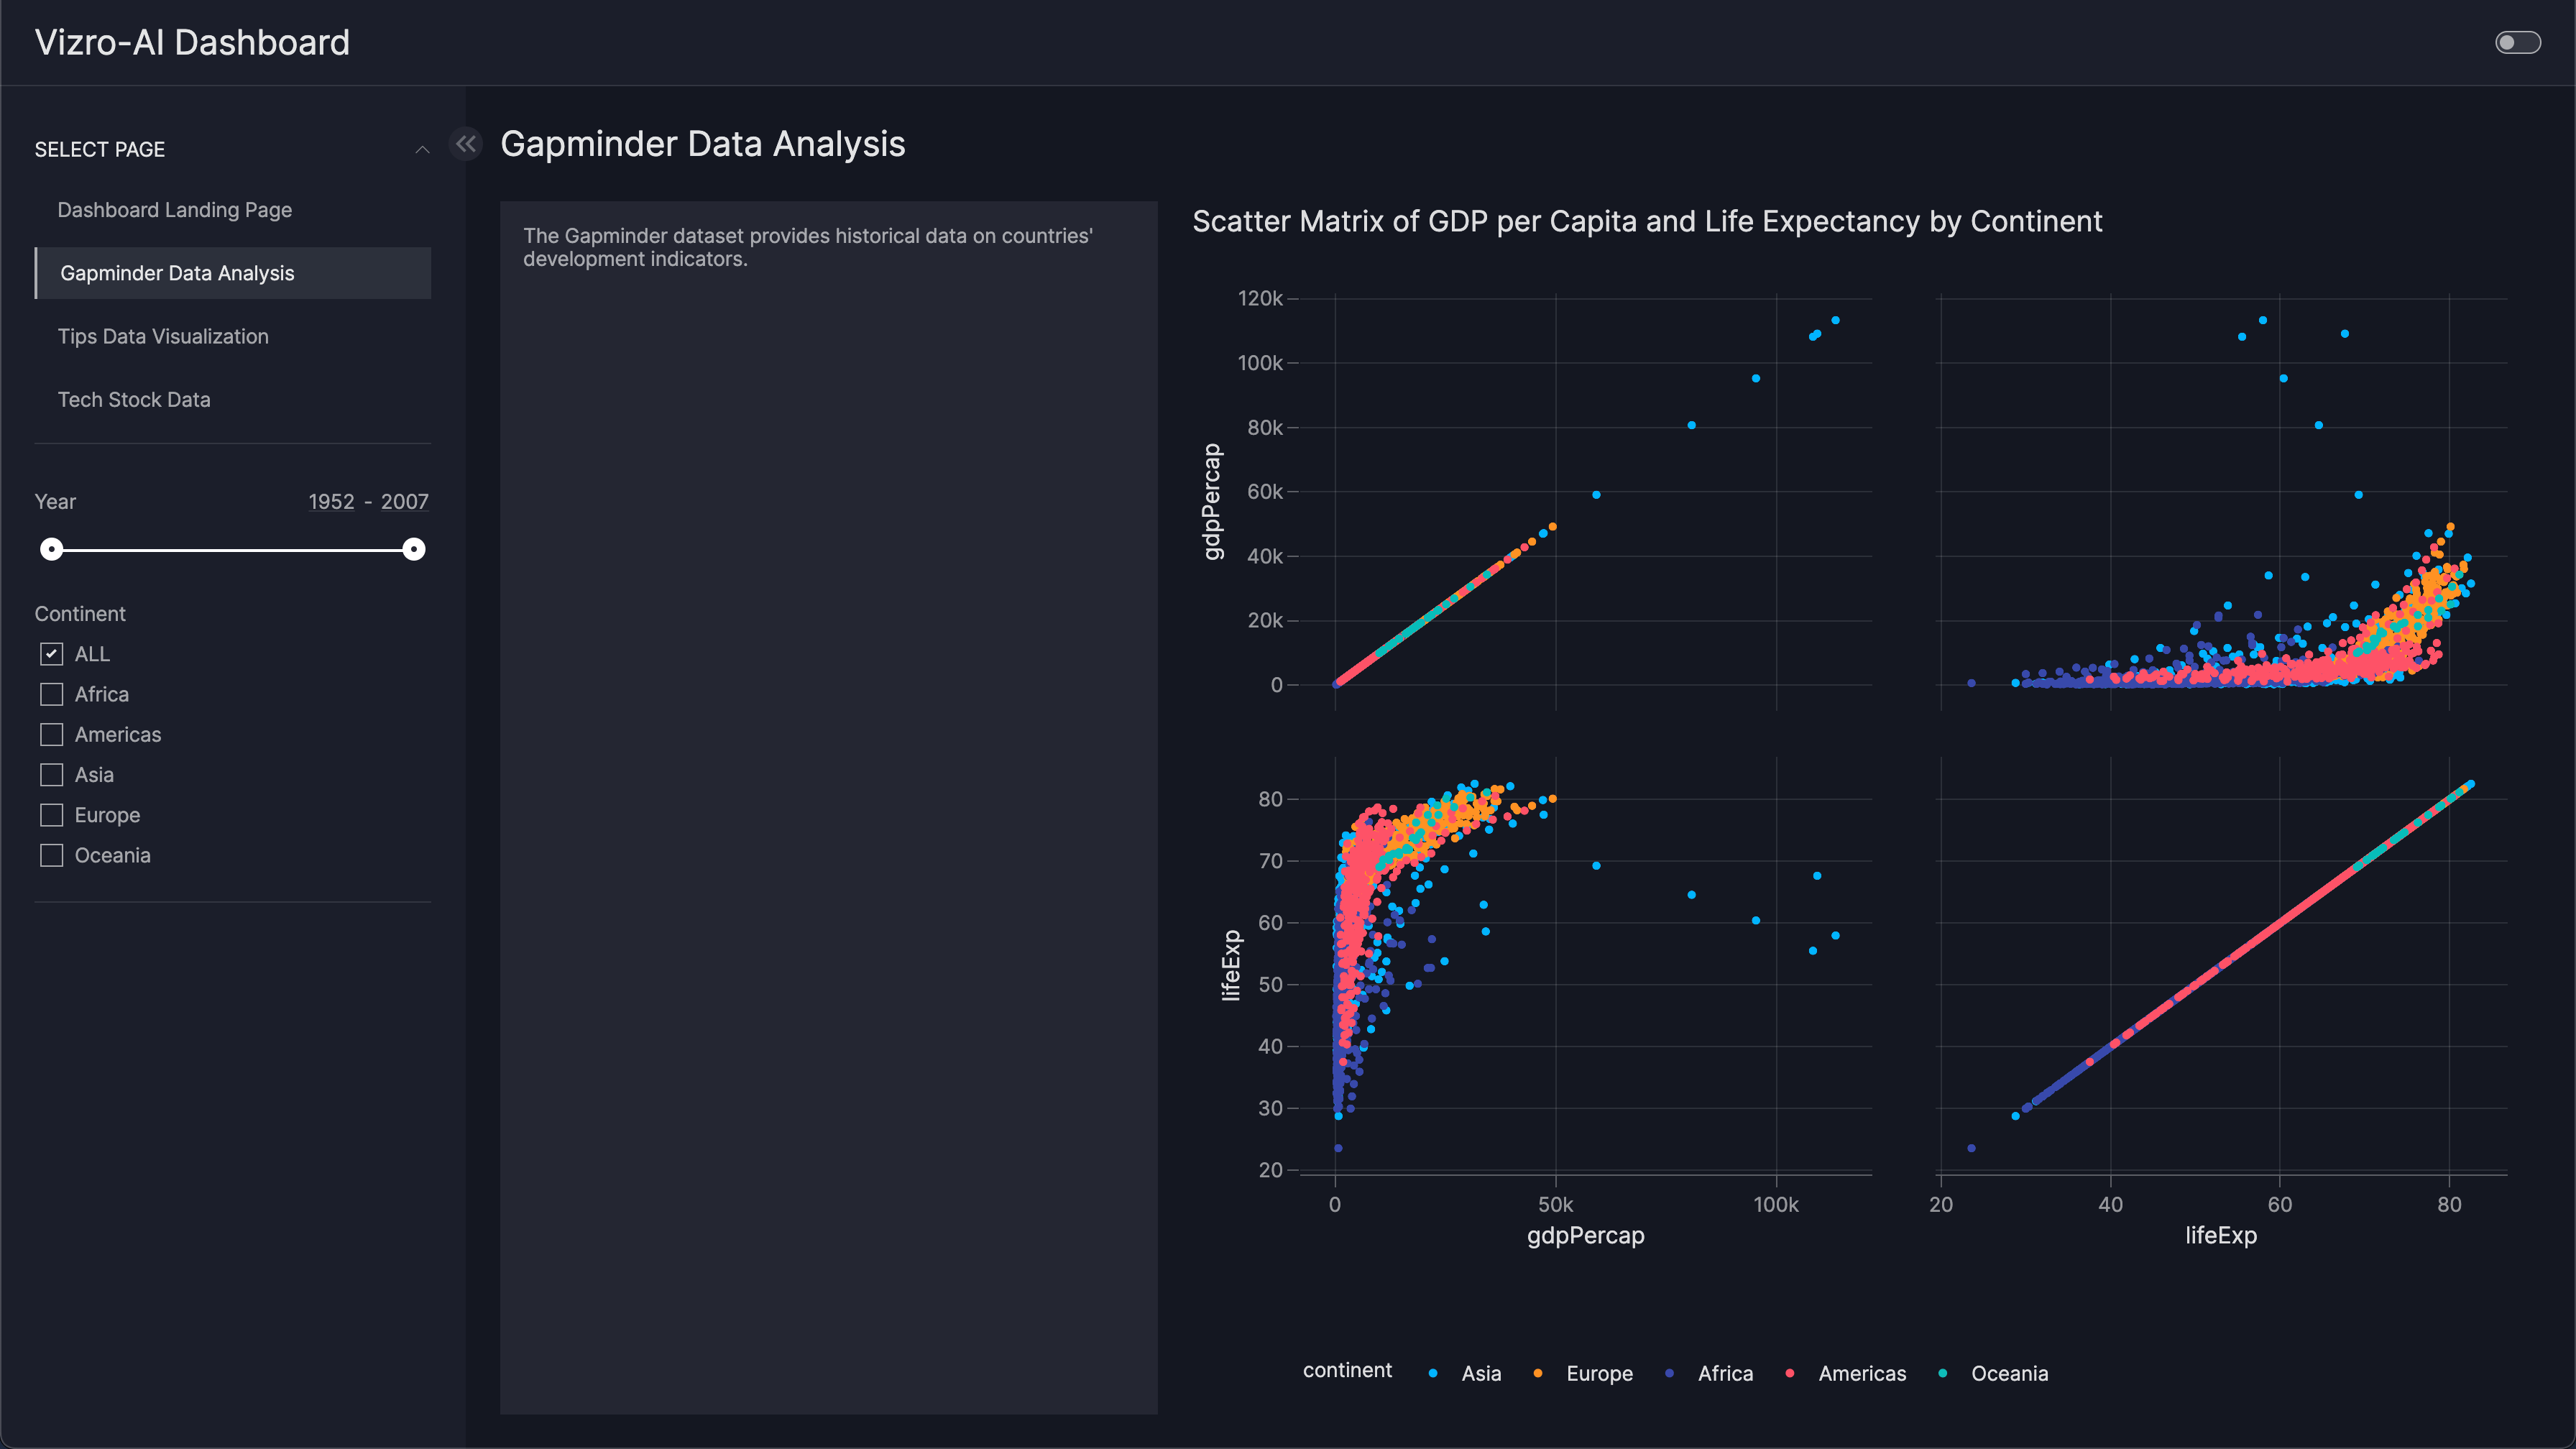 Vizro-AI Dashboard
SELECT PAGE
Dashboard Landing Page
Gapminder Data Analysis
Tips Data Visualization
Tech Stock Data
Year 1952 - 2007
Continent
ALL
Africa
Americas
Asia
Europe
Oceania
Gapminder Data Analysis
The Gapminder dataset provides historical data on countries'
development indicators.
Scatter Matrix of GDP per Capita and Life Expectancy by Continent
gdpPercap
120k
100k
80k
60k
40k
20k
0
lifeExp
80
70
60
50
40
30
20
0 50k 100k 20 40 60 80
gdpPercap lifeExp
continent Asia Europe Africa Americas Oceania